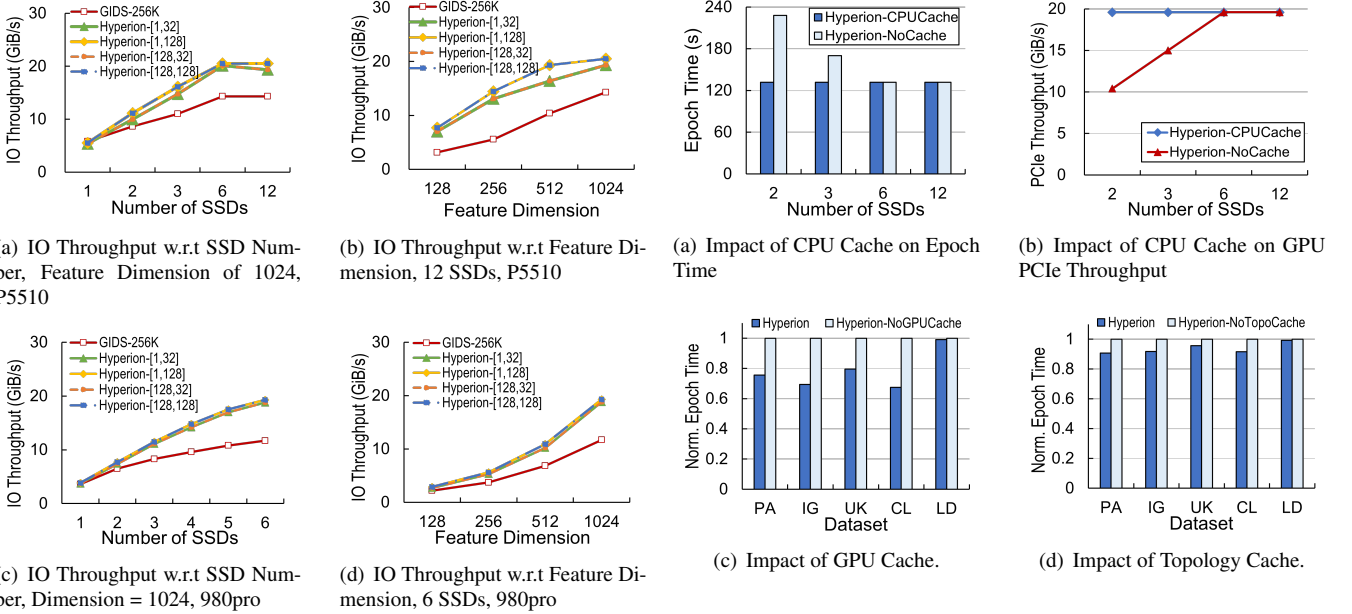 IO Throughput (GiB/s)
30
20
10
0
GIDS-256K
Hyperion-[1,32]
Hyperion-[1,128]
Hyperion-[128,32]
Hyperion-[128,128]
1 2 3 6 12
Number of SSDs
(a) IO Throughput w.r.t SSD Num-
ber, Feature Dimension of 1024,
P5510
IO Throughput (GiB/s)
30
20
10
0
GIDS-256K
Hyperion-[1,32]
Hyperion-[1,128]
Hyperion-[128,32]
Hyperion-[128,128]
128 256 512 1024
Feature Dimension
(b) IO Throughput w.r.t Feature Di-
mension, 12 SSDs, P5510
Epoch Time (s)
240
180
120
60
0
Hyperion-CPUCache
Hyperion-NoCache
2 3 6 12
Number of SSDs
(a) Impact of CPU Cache on Epoch
Time
PCIe Throughput (GiB/s)
20
15
10
5
0
Hyperion-CPUCache
Hyperion-NoCache
2 3 6 12
Number of SSDs
(b) Impact of CPU Cache on GPU
PCIe Throughput
IO Throughput (GiB/s)
30
20
10
0
GIDS-256K
Hyperion-[1,32]
Hyperion-[1,128]
Hyperion-[128,32]
Hyperion-[128,128]
1 2 3 4 5 6
Number of SSDs
(c) IO Throughput w.r.t SSD Num-
ber, Dimension = 1024, 980pro
IO Throughput (GiB/s)
30
20
10
0
GIDS-256K
Hyperion-[1,32]
Hyperion-[1,128]
Hyperion-[128,32]
Hyperion-[128,128]
128 256 512 1024
Feature Dimension
(d) IO Throughput w.r.t Feature Di-
mension, 6 SSDs, 980pro
Norm. Epoch Time
1
0.8
0.6
0.4
0.2
0
Hyperion Hyperion-NoGPUCache
PA IG UK CL LD
Dataset
(c) Impact of GPU Cache.
Norm. Epoch Time
1
0.8
0.6
0.4
0.2
0
Hyperion Hyperion-NoTopoCache
PA IG UK CL LD
Dataset
(d) Impact of Topology Cache.